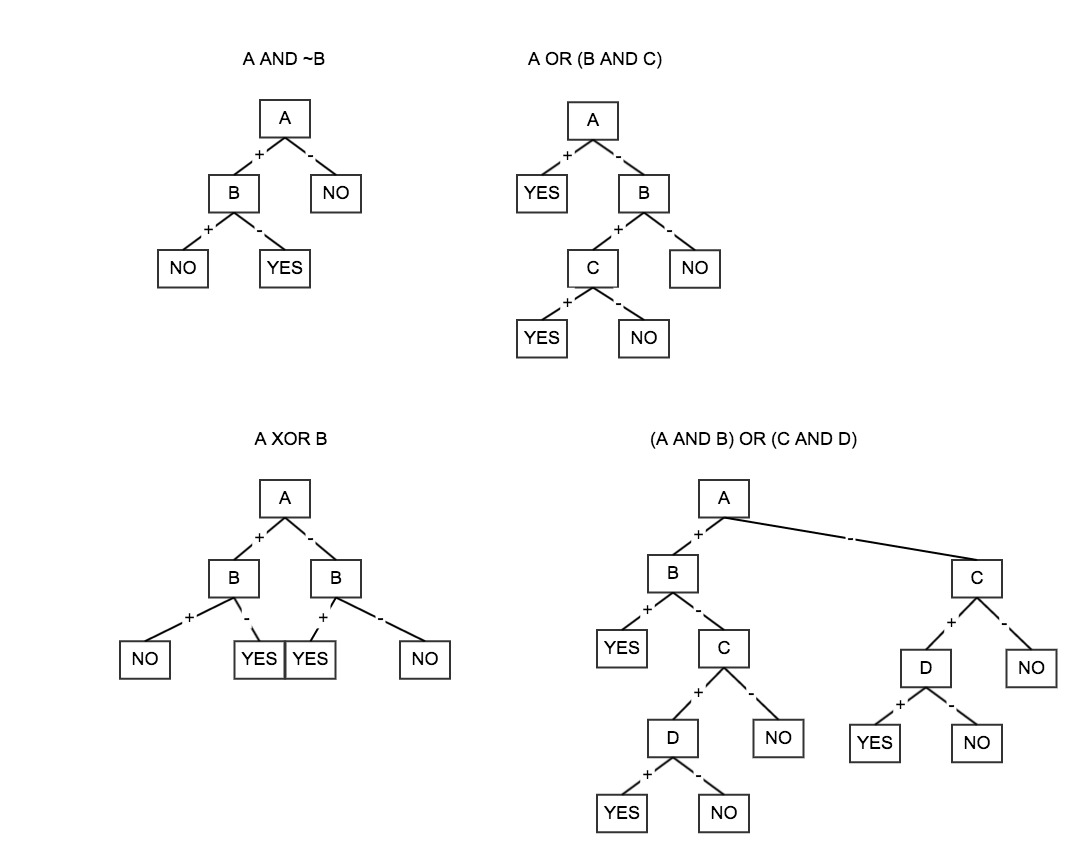 A AND ~B
A OR (B AND C)
A
A
+ -
+ -
B NO
YES B
+ -
+ -
NO YES
C NO
+ -
YES NO
A XOR B
(A AND B) OR (C AND D)
A
A
+ -
+ -
B B
B C
+ - + -
+ - + -
NO YES YES NO
YES C D NO
+ - + -
D NO YES NO
+ -
YES NO